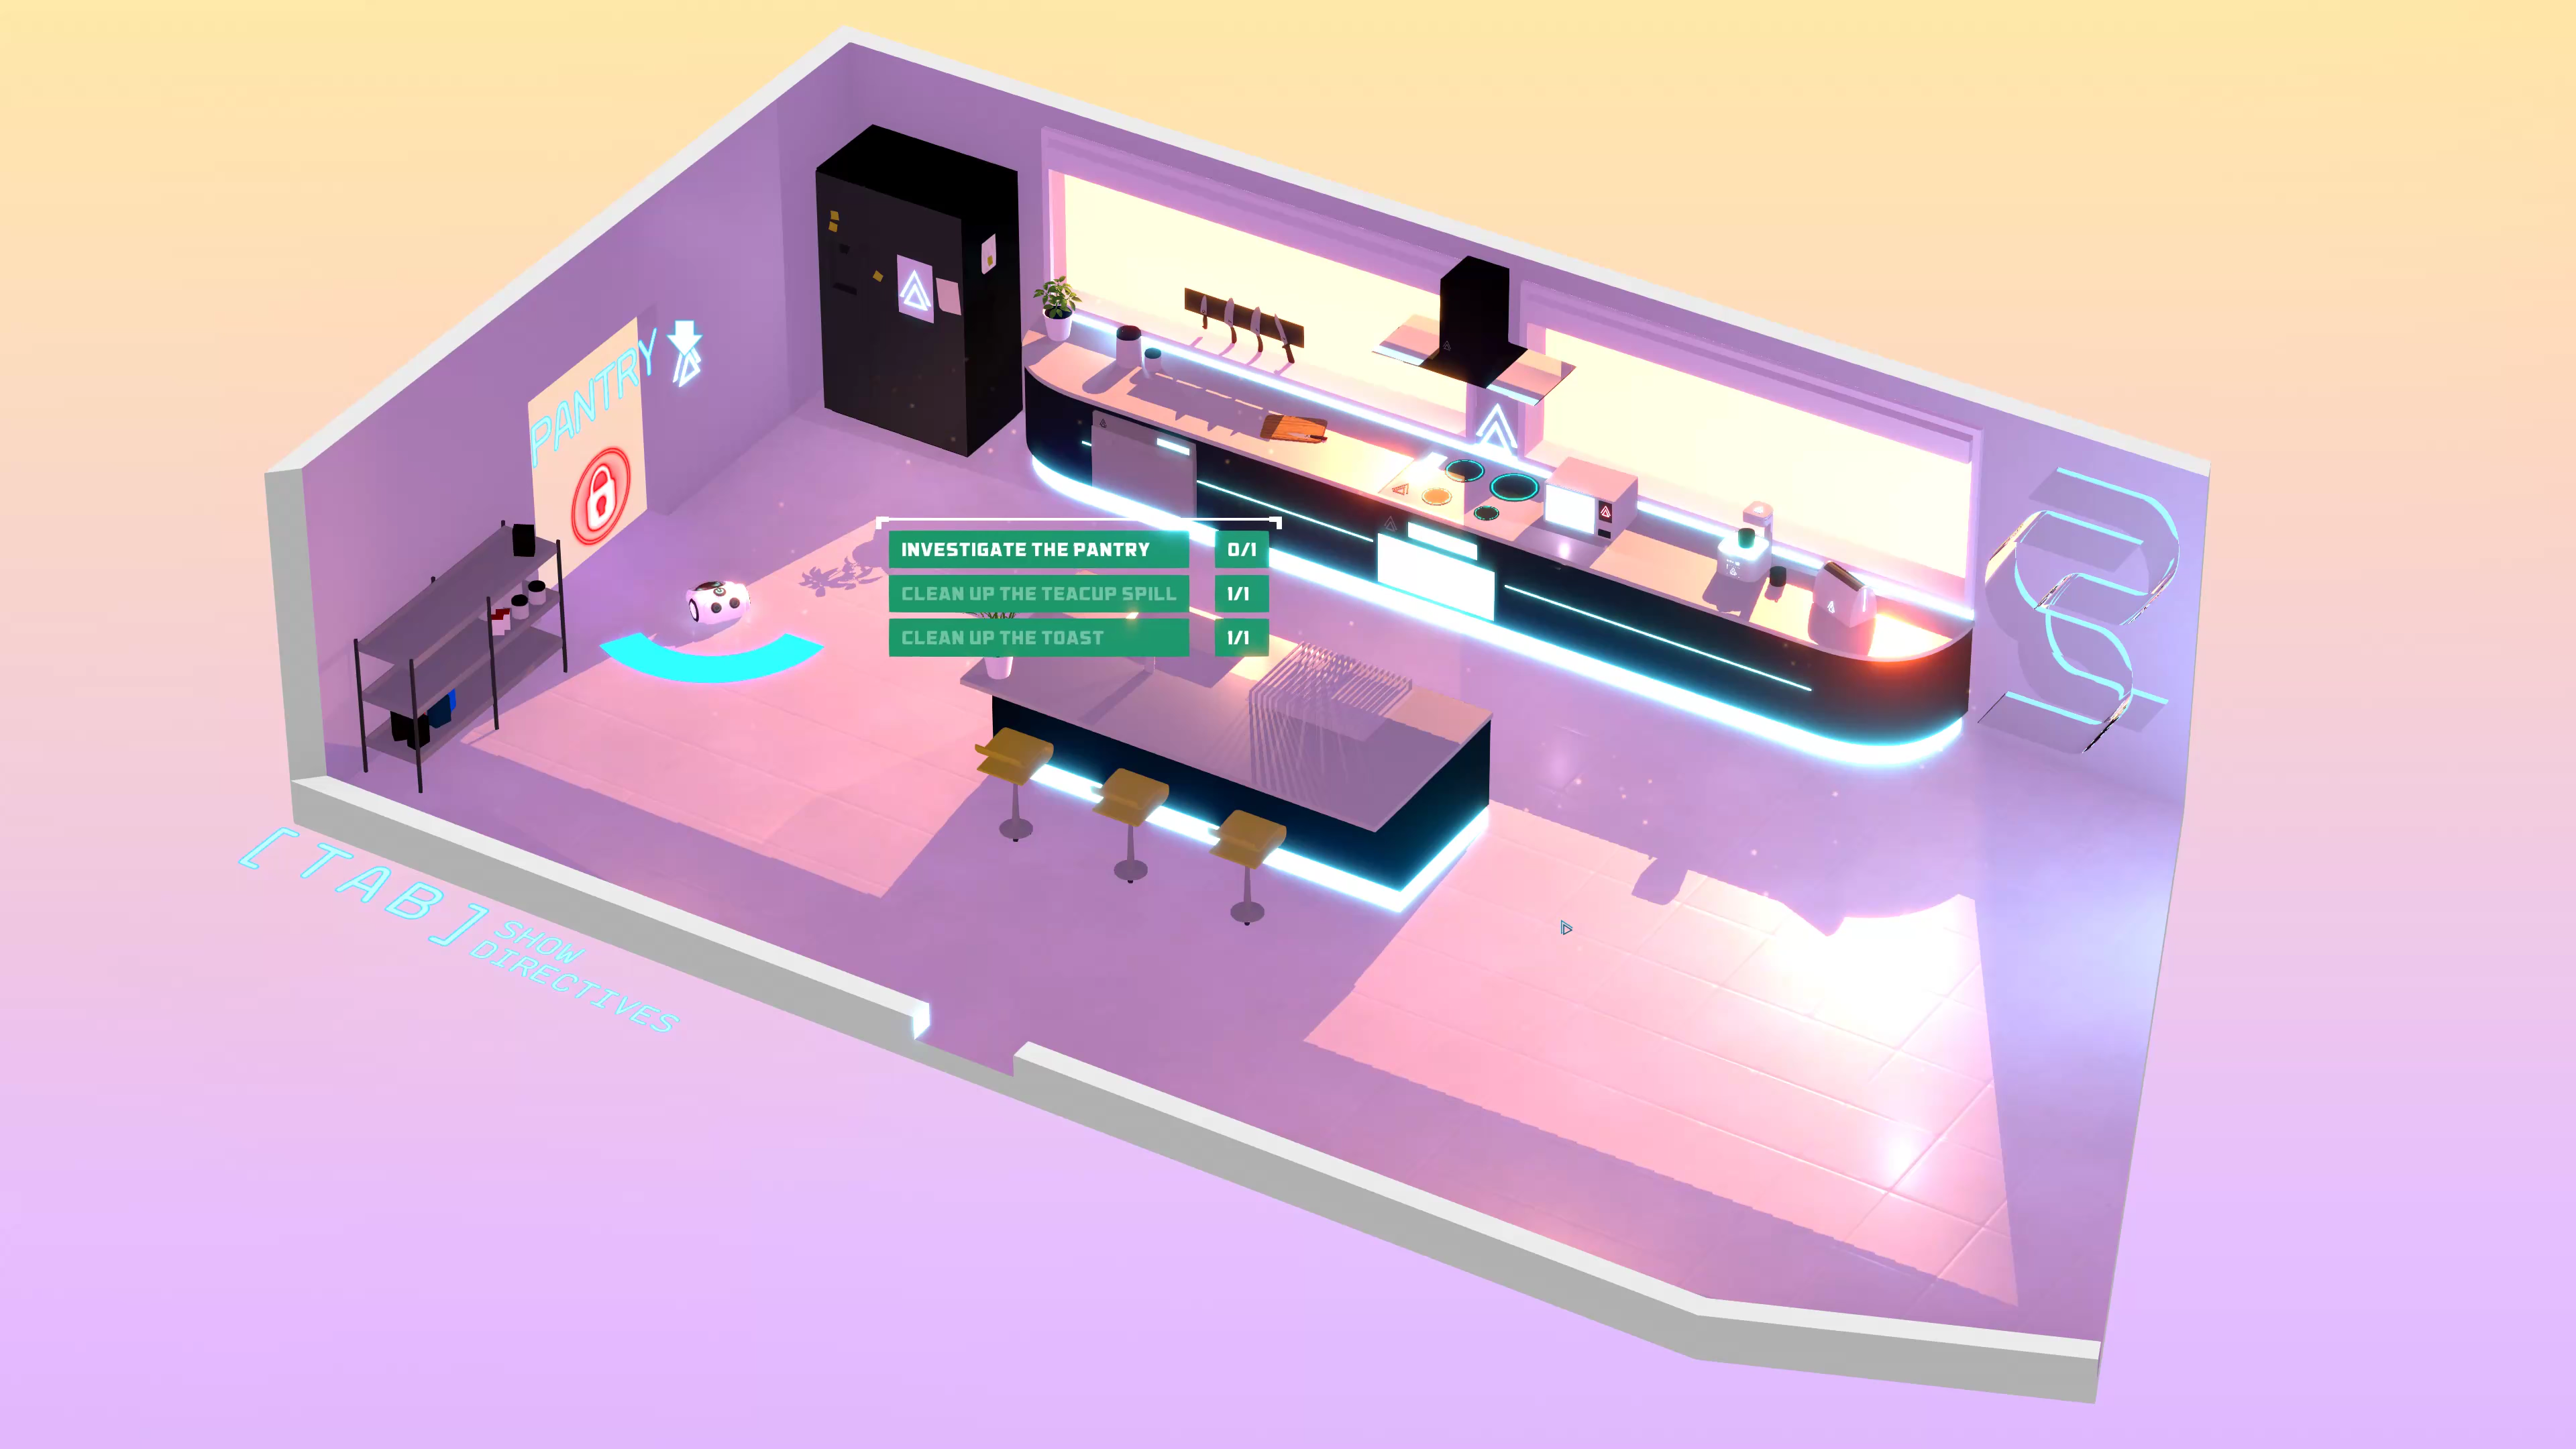 PANTRY
INVESTIGATE THE PANTRY 0/1
CLEAN UP THE TEACUP SPILL 1/1
CLEAN UP THE TOAST 1/1
[TAB] SHOW
DIRECTIVES